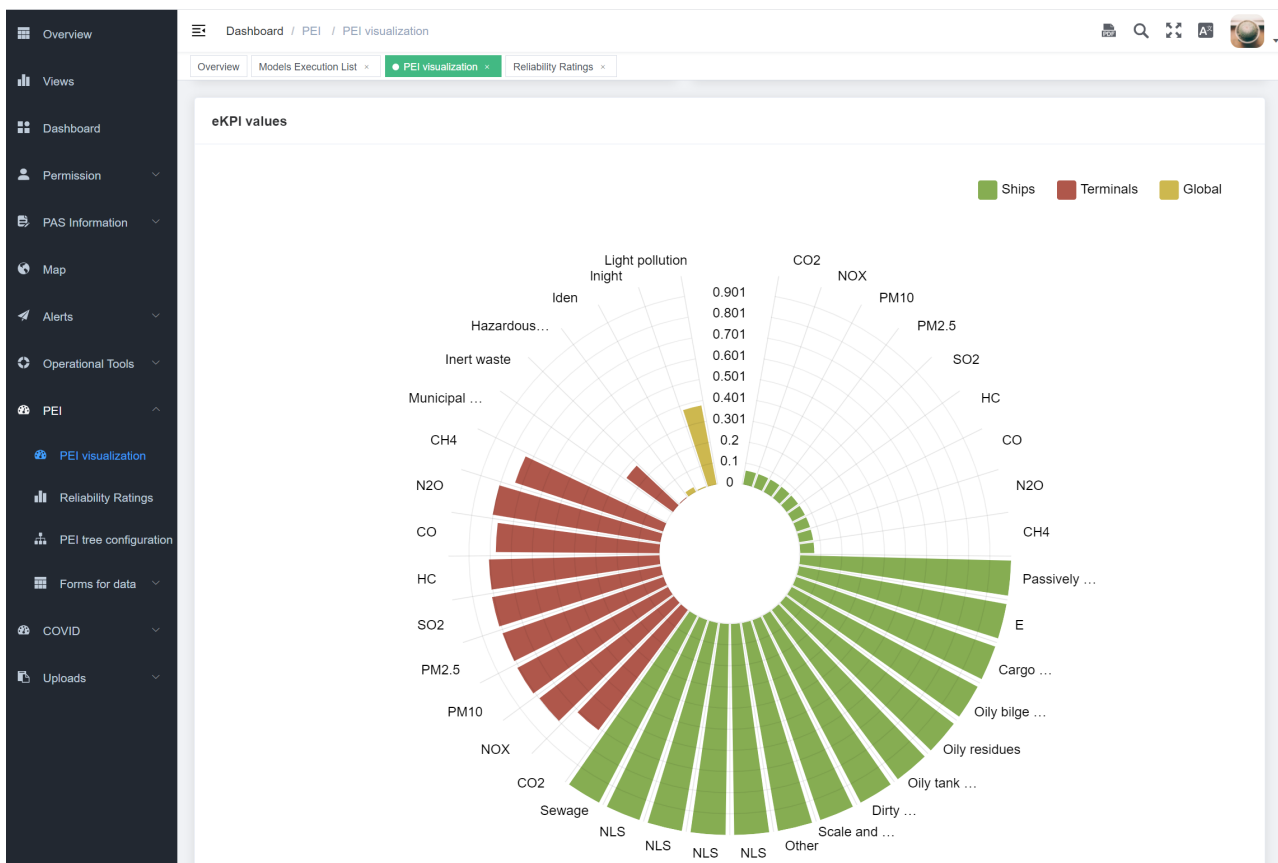 Overview
Views
Dashboard
Permission
PAS Information
Map
Alerts
Operational Tools
PEI
PEI visualization
Reliability Ratings
PEI tree configuration
Forms for data
COVID
Uploads
Dashboard / PEI / PEI visualization
PDF
Overview
Models Execution List ×
PEI visualization ×
Reliability Ratings ×
eKPI values
Ships
Terminals
Global
0.901
0.801
0.701
0.601
0.501
0.401
0.301
0.2
0.1
0
CO2
NOX
PM10
PM2.5
SO2
HC
CO
N2O
CH4
Passively ...
E
Cargo ...
Oily bilge ...
Oily residues
Oily tank ...
Dirty ...
Scale and ...
Other
NLS
NLS
NLS
NLS
Sewage
CO2
NOX
PM10
PM2.5
SO2
HC
CO
N2O
CH4
Municipal ...
Inert waste
Hazardous...
lden
lnight
Light pollution